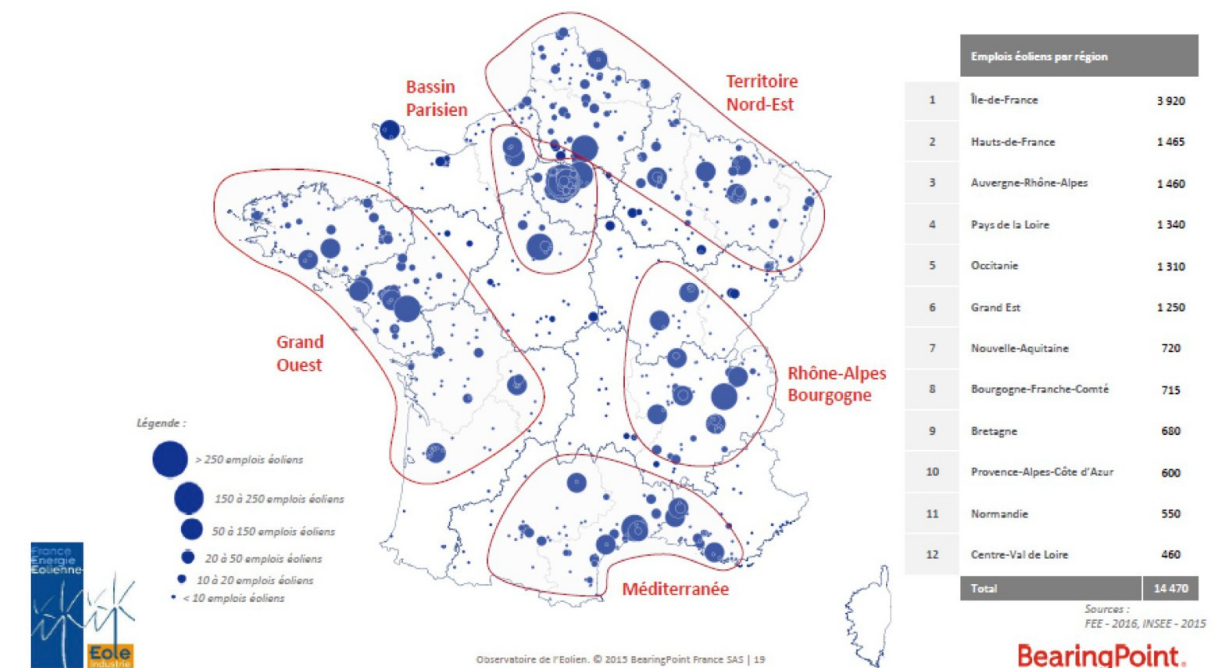 Bassin
Parisien
Territoire
Nord-Est
Grand
Ouest
Rhône-Alpes
Bourgogne
Méditerranée
Légende :
> 250 emplois éoliens
150 à 250 emplois éoliens
50 à 150 emplois éoliens
20 à 50 emplois éoliens
10 à 20 emplois éoliens
< 10 emplois éoliens
Emplois éoliens par région
1 Île-de-France 3 920
2 Hauts-de-France 1 465
3 Auvergne-Rhône-Alpes 1 460
4 Pays de la Loire 1 340
5 Occitanie 1 310
6 Grand Est 1 250
7 Nouvelle-Aquitaine 720
8 Bourgogne-Franche-Comté 715
9 Bretagne 680
10 Provence-Alpes-Côte d'Azur 600
11 Normandie 550
12 Centre-Val de Loire 460
Total 14 470
Sources :
FEE - 2016, INSEE - 2015
France
Energie
Eolienne
Eole
Industrie
Observatoire de l'Eolien. © 2015 BearingPoint France SAS | 19
BearingPoint.